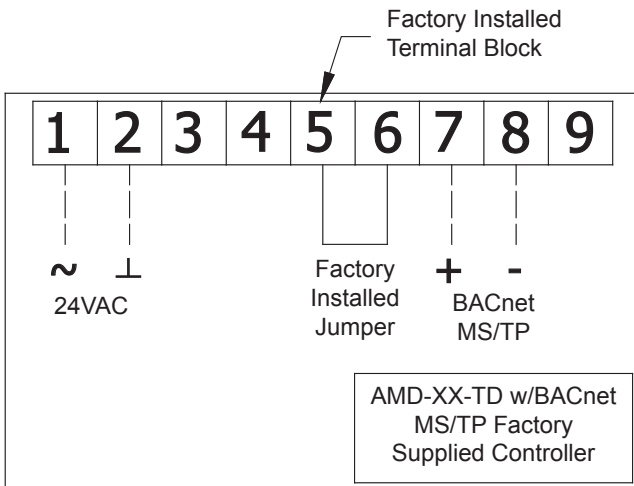 Factory Installed
Terminal Block
1 2 3 4 5 6 7 8 9
~ ⊥
24VAC
Factory
Installed
Jumper
+ -
BACnet
MS/TP
AMD-XX-TD w/BACnet
MS/TP Factory
Supplied Controller